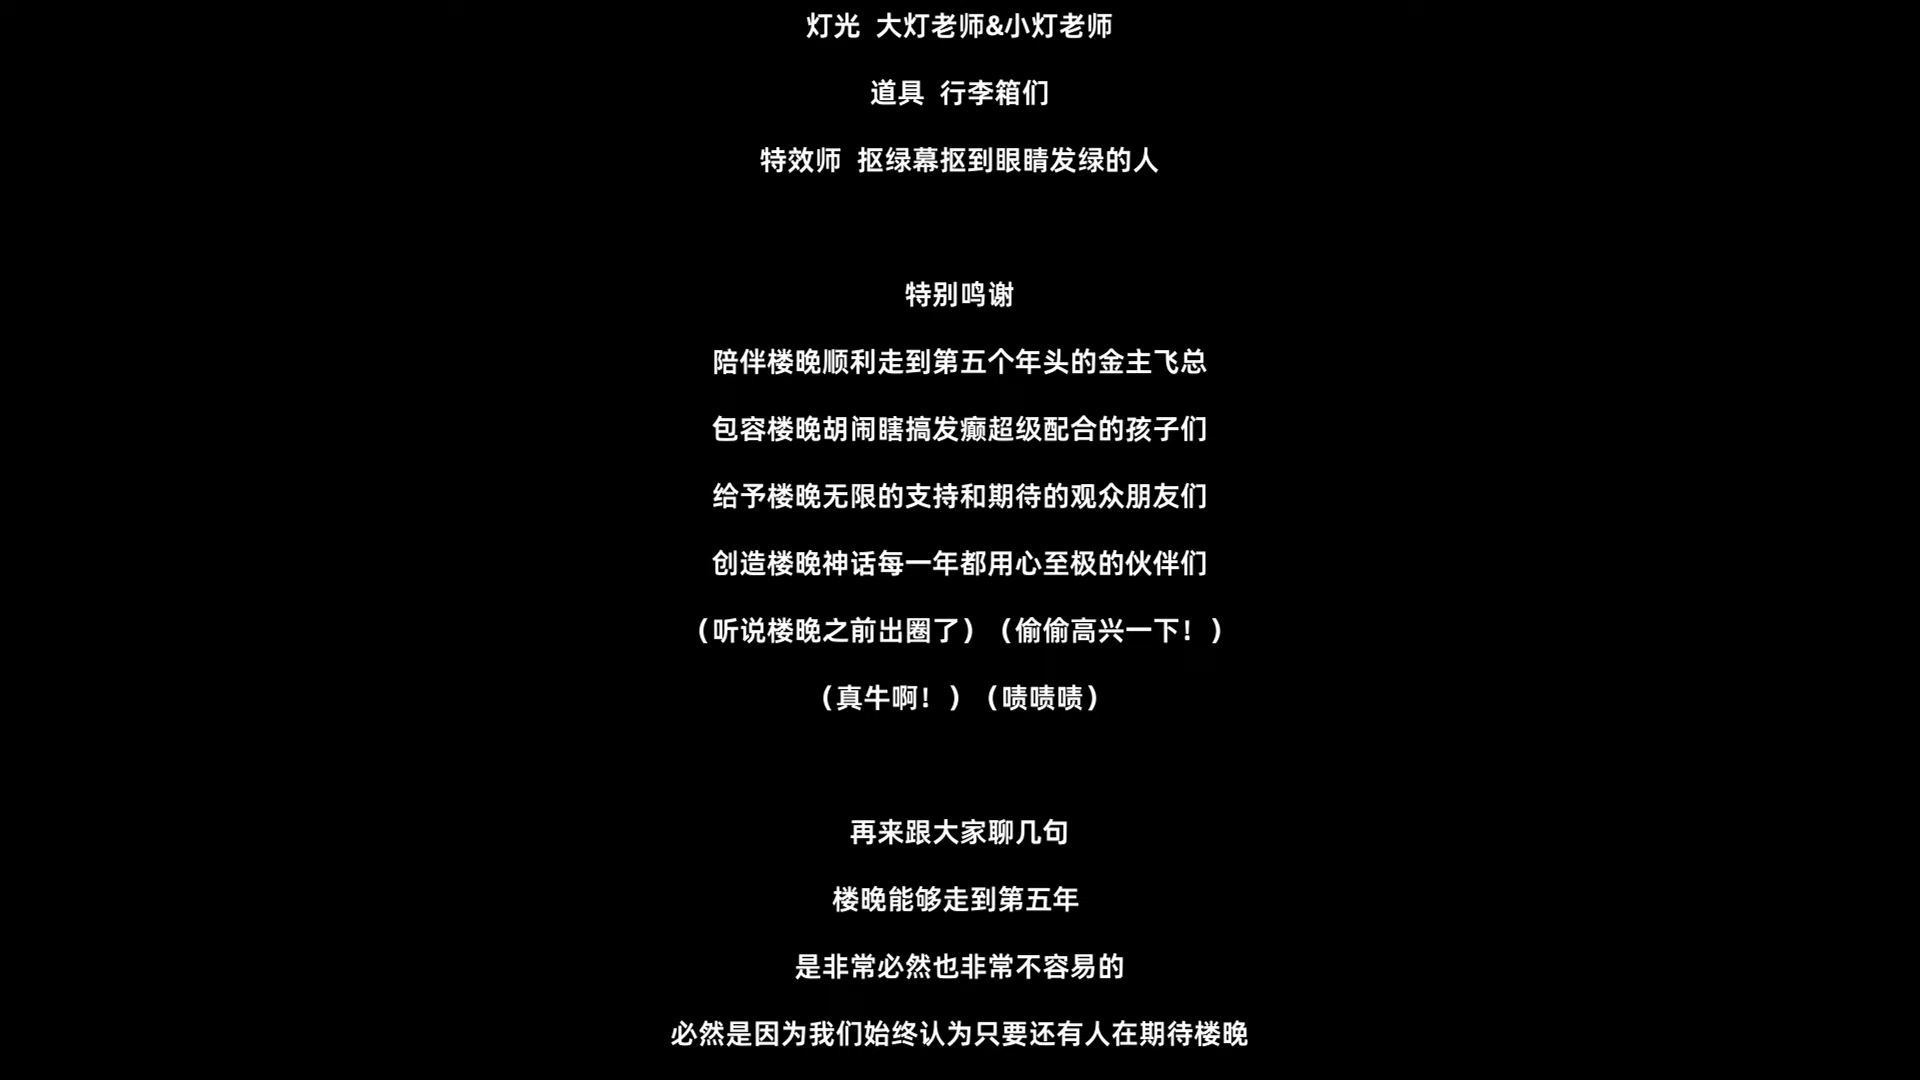 灯光 大灯老师&小灯老师
道具 行李箱们
特效师 抠绿幕抠到眼睛发绿的人
特别鸣谢
陪伴楼晚顺利走到第五个年头的金主飞总
包容楼晚胡闹瞎搞发癫超级配合的孩子们
给予楼晚无限的支持和期待的观众朋友们
创造楼晚神话每一年都用心至极的伙伴们
（听说楼晚之前出圈了）（偷偷高兴一下！）
（真牛啊！）（啧啧啧）
再来跟大家聊几句
楼晚能够走到第五年
是非常必然也非常不容易的
必然是因为我们始终认为只要还有人在期待楼晚